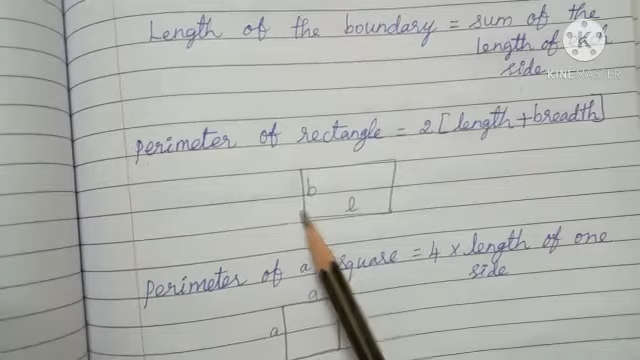 Length of the boundary = sum of the
length of
side
KINEMASTER
Perimeter of rectangle = 2 [length + breadth]
b
l
Perimeter of a square = 4 x length of one
side
a
a